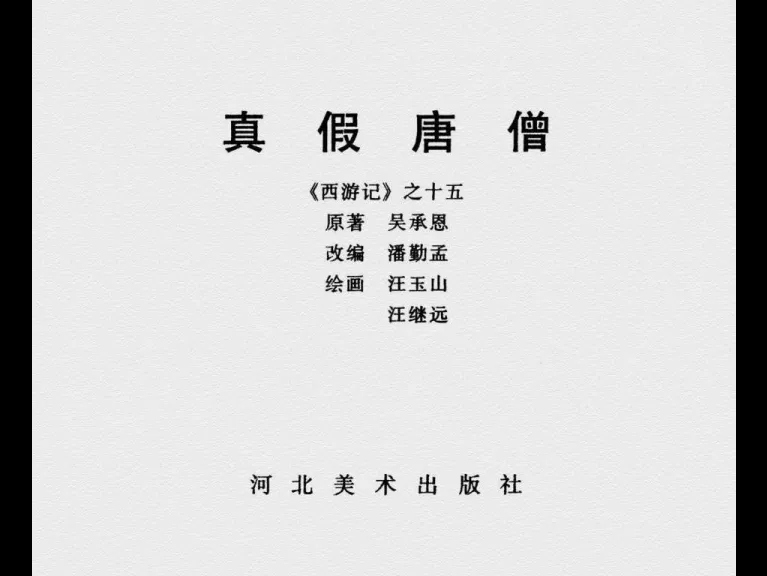 真假唐僧
《西游记》之十五
原著 吴承恩
改编 潘勤孟
绘画 汪玉山
汪继远
河北美术出版社